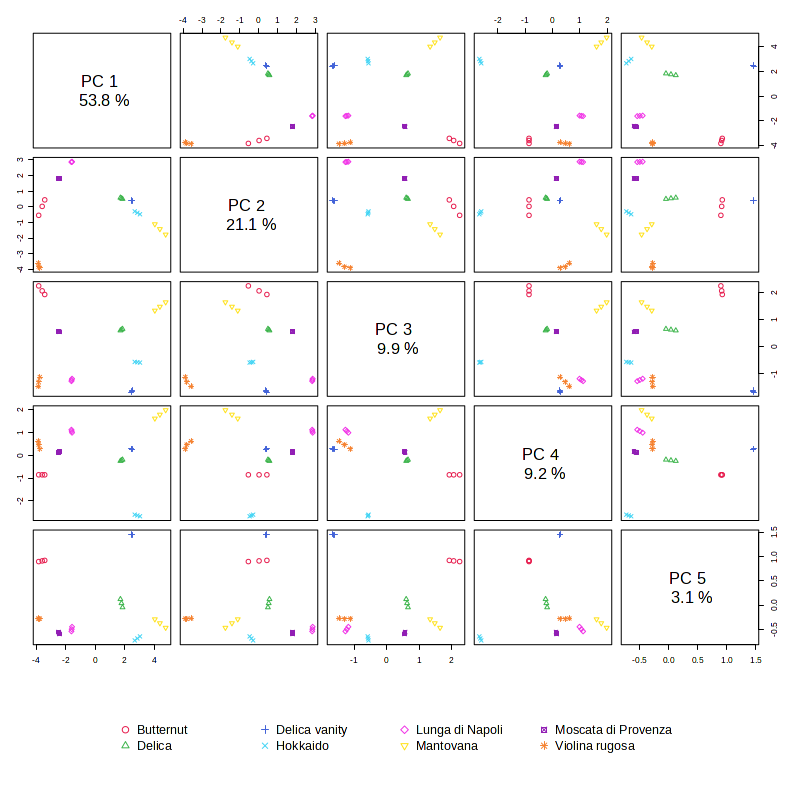 -4 -3 -2 -1 0 1 2 3
-2 -1 0 1 2
PC 1
53.8 %
-4 -2 0 2 4
-4 -3 -2 -1 0 1 2 3
PC 2
21.1 %
PC 3
9.9 %
-1 0 1 2
-2 -1 0 1 2
PC 4
9.2 %
PC 5
3.1 %
-0.5 0.0 0.5 1.0 1.5
-4 -2 0 2 4
-1 0 1 2
-0.5 0.0 0.5 1.0 1.5
Butternut Delica vanity Lunga di Napoli Moscata di Provenza
Delica Hokkaido Mantovana Violina rugosa